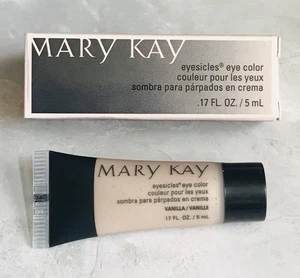 MARY KAY
eyesicles® eye color
couleur pour les yeux
sombra para párpados en crema
.17 FL. OZ. / 5 mL
MARY KAY
eyesicles® eye color
couleur pour les yeux
sombra para párpados en crema
VANILLA / VANILLE
.17 FL. OZ. / 5 mL